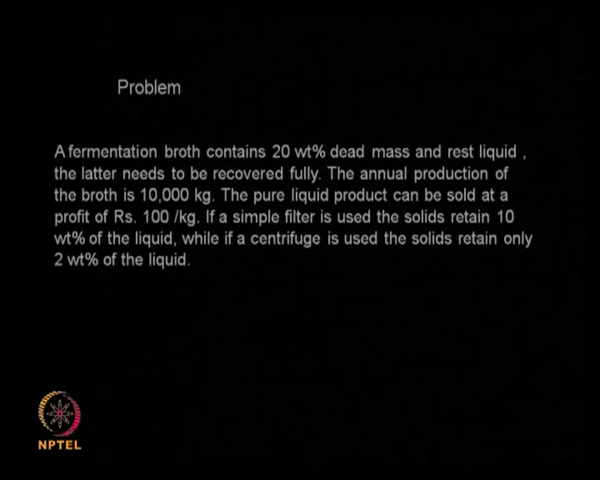 Problem
A fermentation broth contains 20 wt% dead mass and rest liquid ,
the latter needs to be recovered fully. The annual production of
the broth is 10,000 kg. The pure liquid product can be sold at a
profit of Rs. 100 /kg. If a simple filter is used the solids retain 10
wt% of the liquid, while if a centrifuge is used the solids retain only
2 wt% of the liquid.
NPTEL